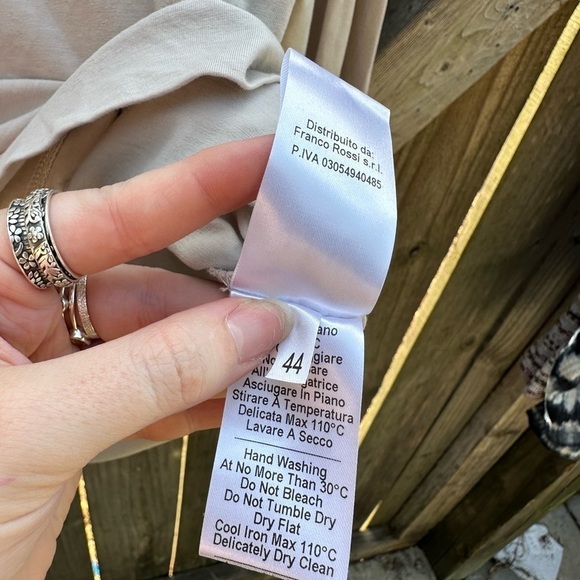 Distribuito da:
Franco Rossi s.r.l.
P.IVA 03054940485
44
Asciugare In Piano
Stirare A Temperatura
Delicata Max 110°C
Lavare A Secco
Hand Washing
At No More Than 30°C
Do Not Bleach
Do Not Tumble Dry
Dry Flat
Cool Iron Max 110°C
Delicately Dry Clean